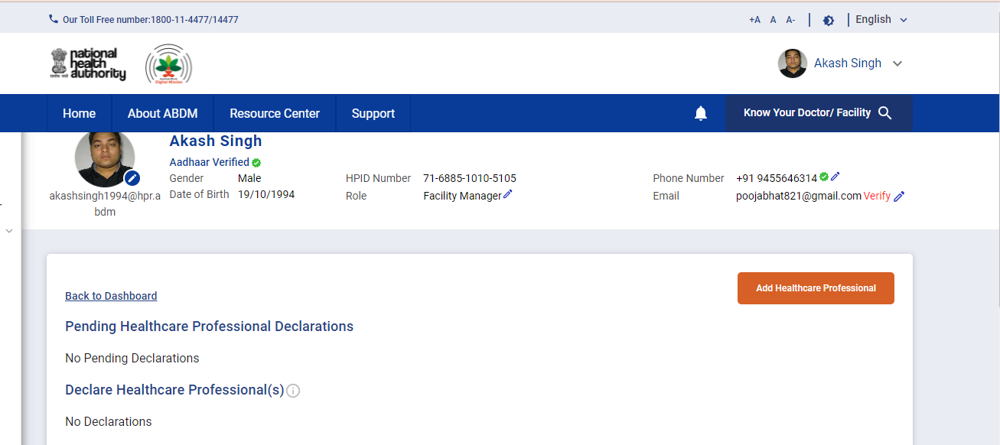 Our Toll Free number:1800-11-4477/14477
+A A A- English
national
health
authority
Akash Singh
Home About ABDM Resource Center Support Know Your Doctor/ Facility
Akash Singh
Aadhaar Verified
Gender Male HPID Number 71-6885-1010-5105 Phone Number +91 9455646314
akashsingh1994@hpr.a Date of Birth 19/10/1994 Role Facility Manager Email poojabhat821@gmail.com Verify
bdm
Add Healthcare Professional
Back to Dashboard
Pending Healthcare Professional Declarations
No Pending Declarations
Declare Healthcare Professional(s)
No Declarations